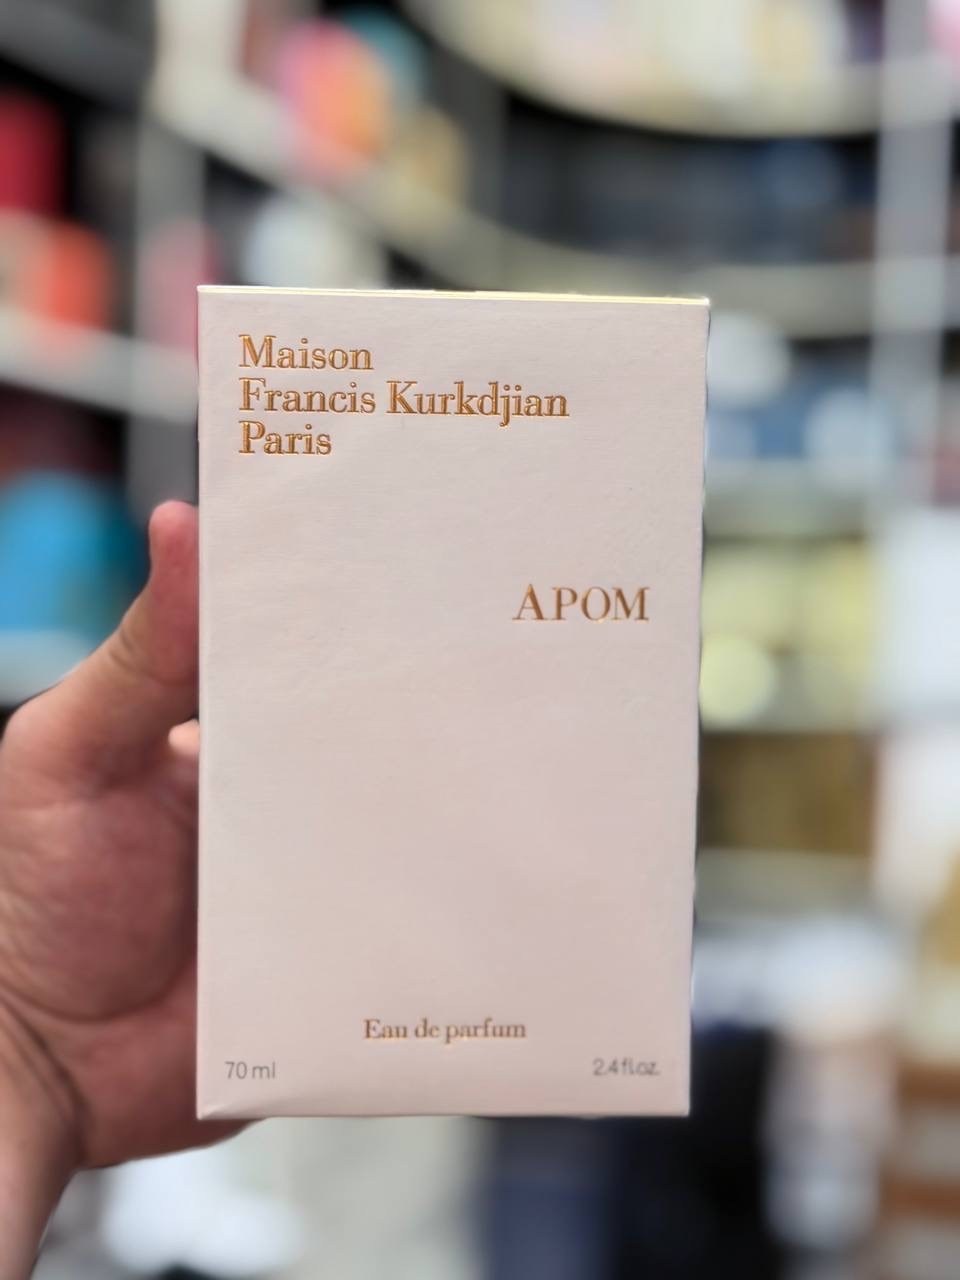 Maison
Francis Kurkdjian
Paris
APOM
Eau de parfum
70 ml 2.4 fl.oz.